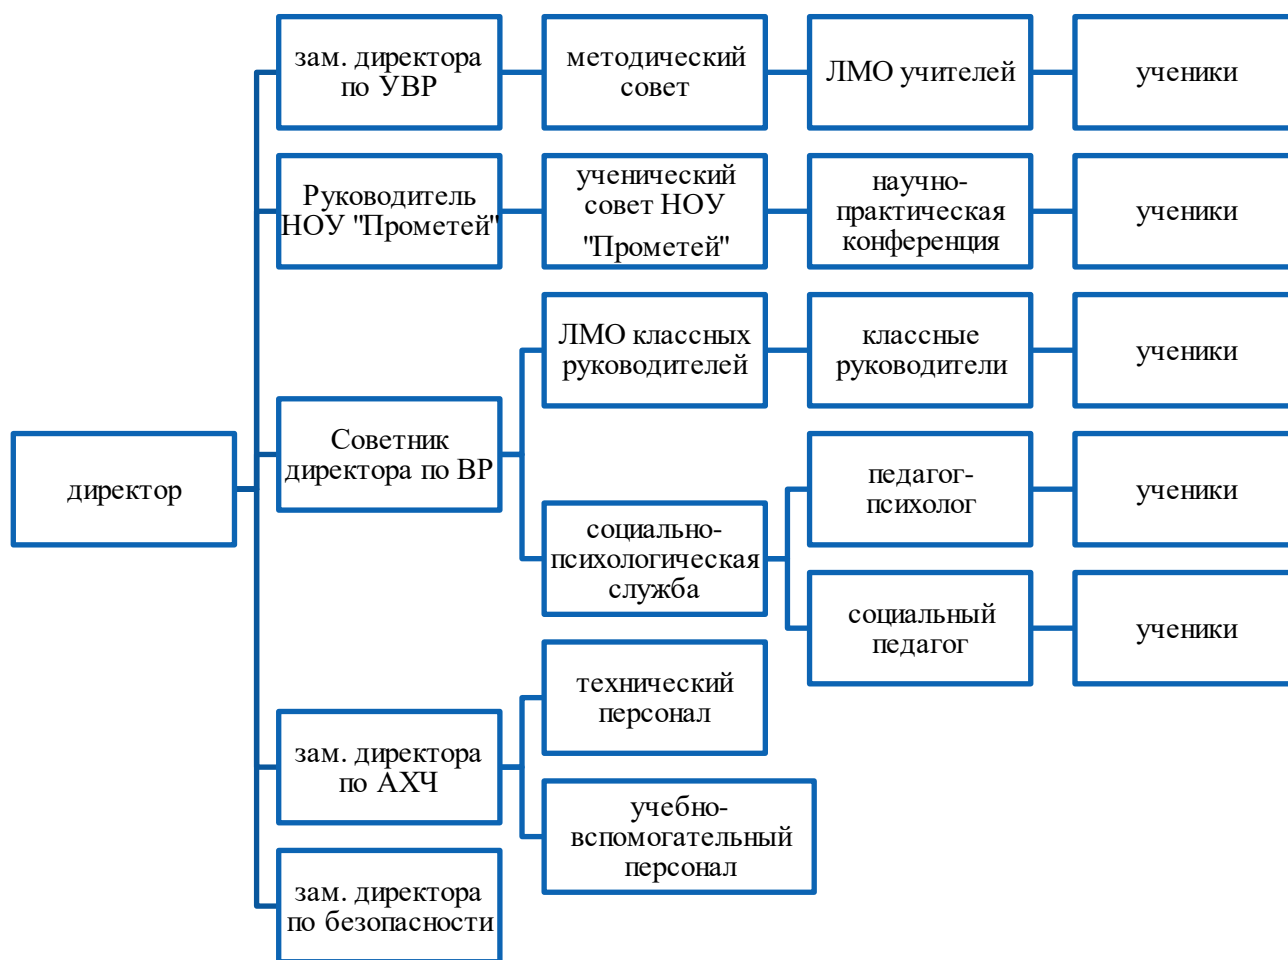 зам. директора
по УВР
методический
совет
ЛМО учителей
ученики
Руководитель
НОУ "Прометей"
ученический
совет НОУ
"Прометей"
научно-
практическая
конференция
ученики
директор
Советник
директора по ВР
ЛМО классных
руководителей
классные
руководители
ученики
социально-
психологическая
служба
педагог-
психолог
ученики
социальный
педагог
ученики
зам. директора
по АХЧ
технический
персонал
учебно-
вспомогательный
персонал
зам. директора
по безопасности